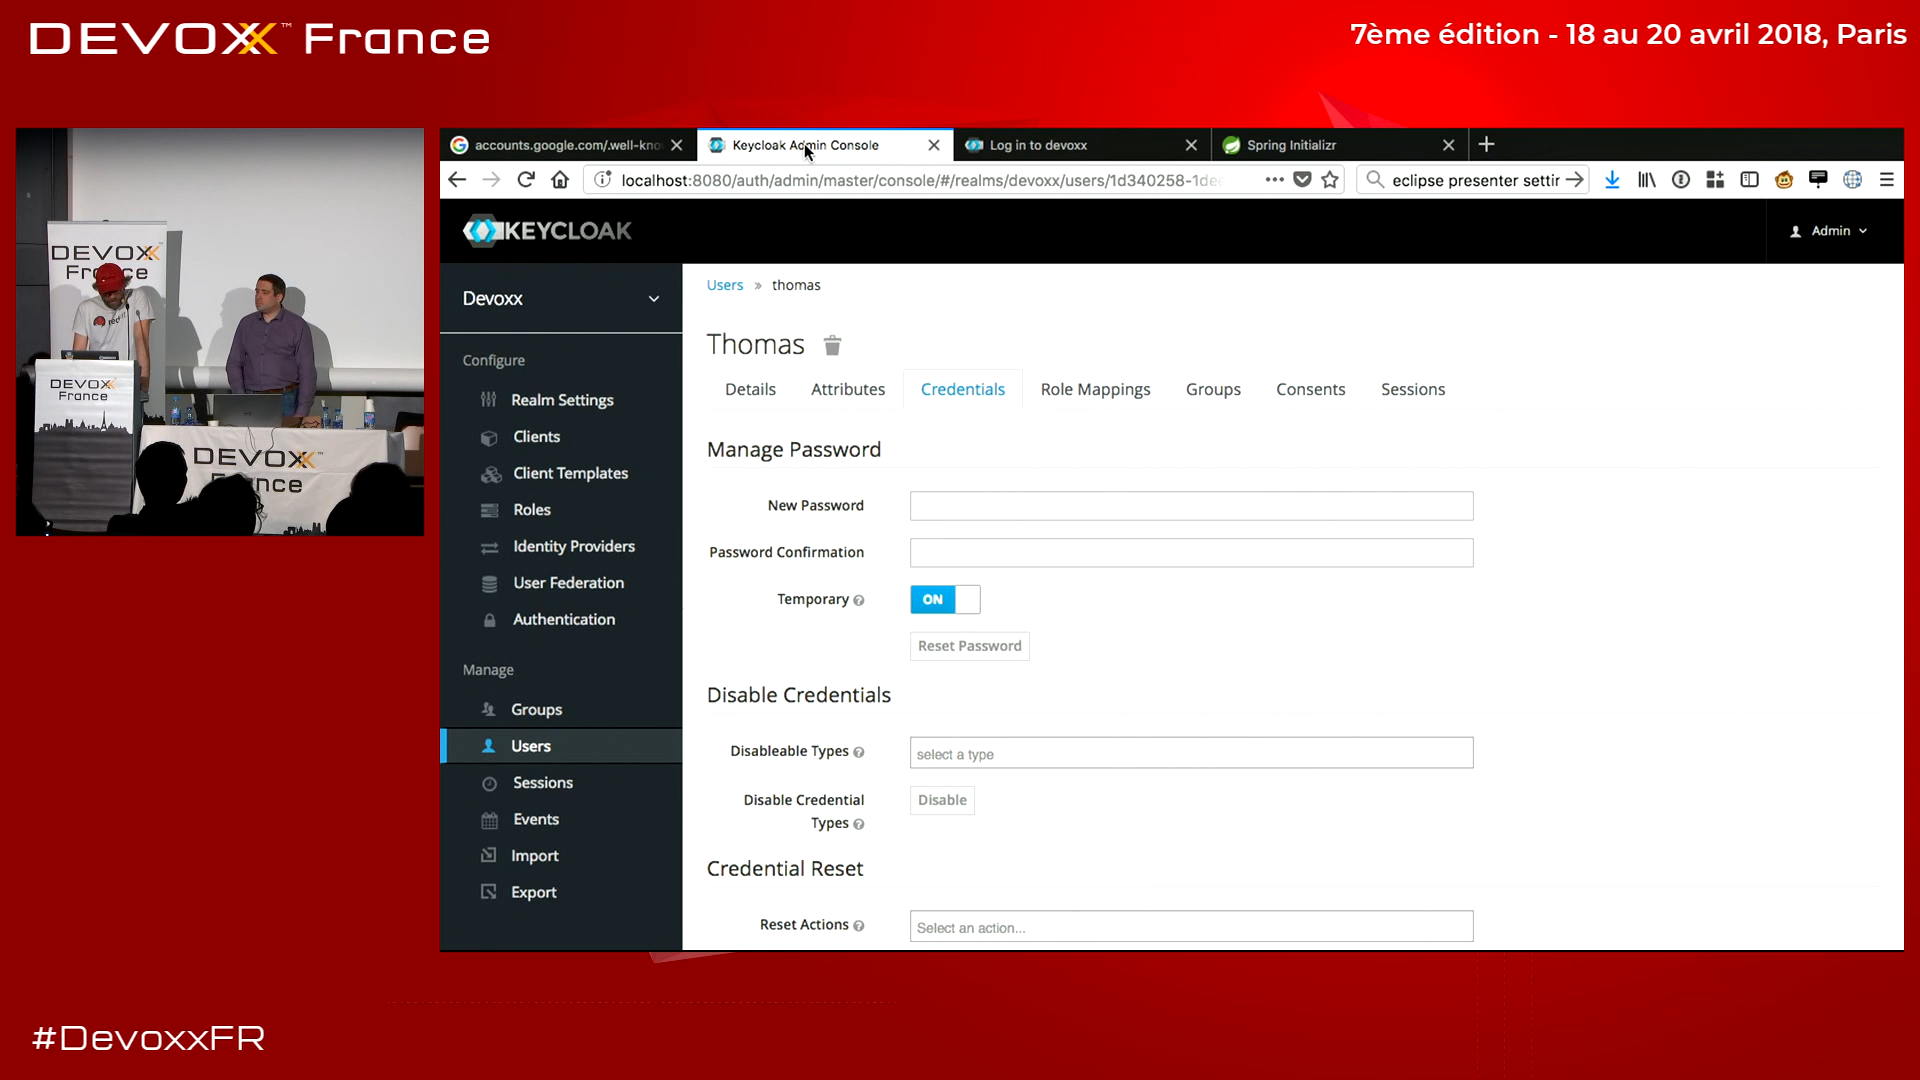 DEVOXX™ France
7ème édition - 18 au 20 avril 2018, Paris
accounts.google.com/.well-kno
Keycloak Admin Console
Log in to devoxx
Spring Initializr
localhost:8080/auth/admin/master/console/#/realms/devoxx/users/1d340258-1de
eclipse presenter settir
KEYCLOAK
Admin
Devoxx
Configure
Realm Settings
Clients
Client Templates
Roles
Identity Providers
User Federation
Authentication
Manage
Groups
Users
Sessions
Events
Import
Export
Users » thomas
Thomas
Details
Attributes
Credentials
Role Mappings
Groups
Consents
Sessions
Manage Password
New Password
Password Confirmation
Temporary
ON
Reset Password
Disable Credentials
Disableable Types
select a type
Disable Credential
Types
Disable
Credential Reset
Reset Actions
Select an action...
DEVOXX
France
DEVOXX
France
DEVOXX™
#DevoxxFR